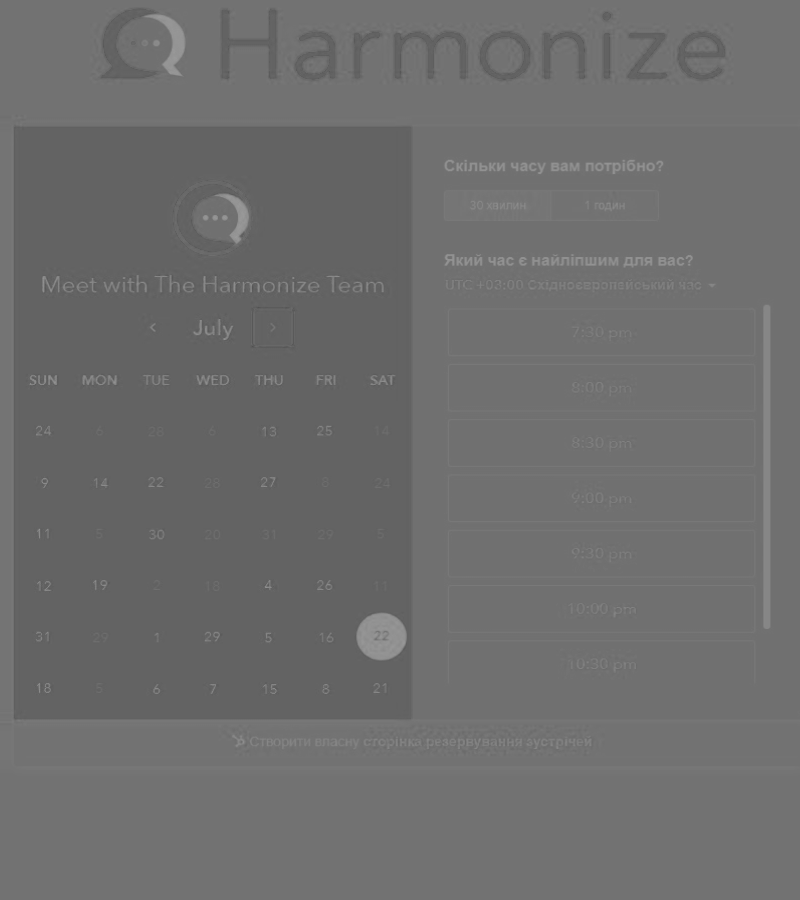 Harmonize
Meet with The Harmonize Team
July
SUN MON TUE WED THU FRI SAT
24 6 28 6 13 25 14
9 14 22 28 27 6 24
11 5 30 20 31 29 5
12 19 2 18 4 26 11
31 29 1 29 5 16 22
18 5 6 7 15 8 21
Скільки часу вам потрібно?
30 хвилин 1 годин
Який час є найліпшим для вас?
UTC +03:00 Східноєвропейський час
7:30 pm
8:00 pm
8:30 pm
9:00 pm
9:30 pm
10:00 pm
10:30 pm
Створити власну сторінка резервування зустрічей